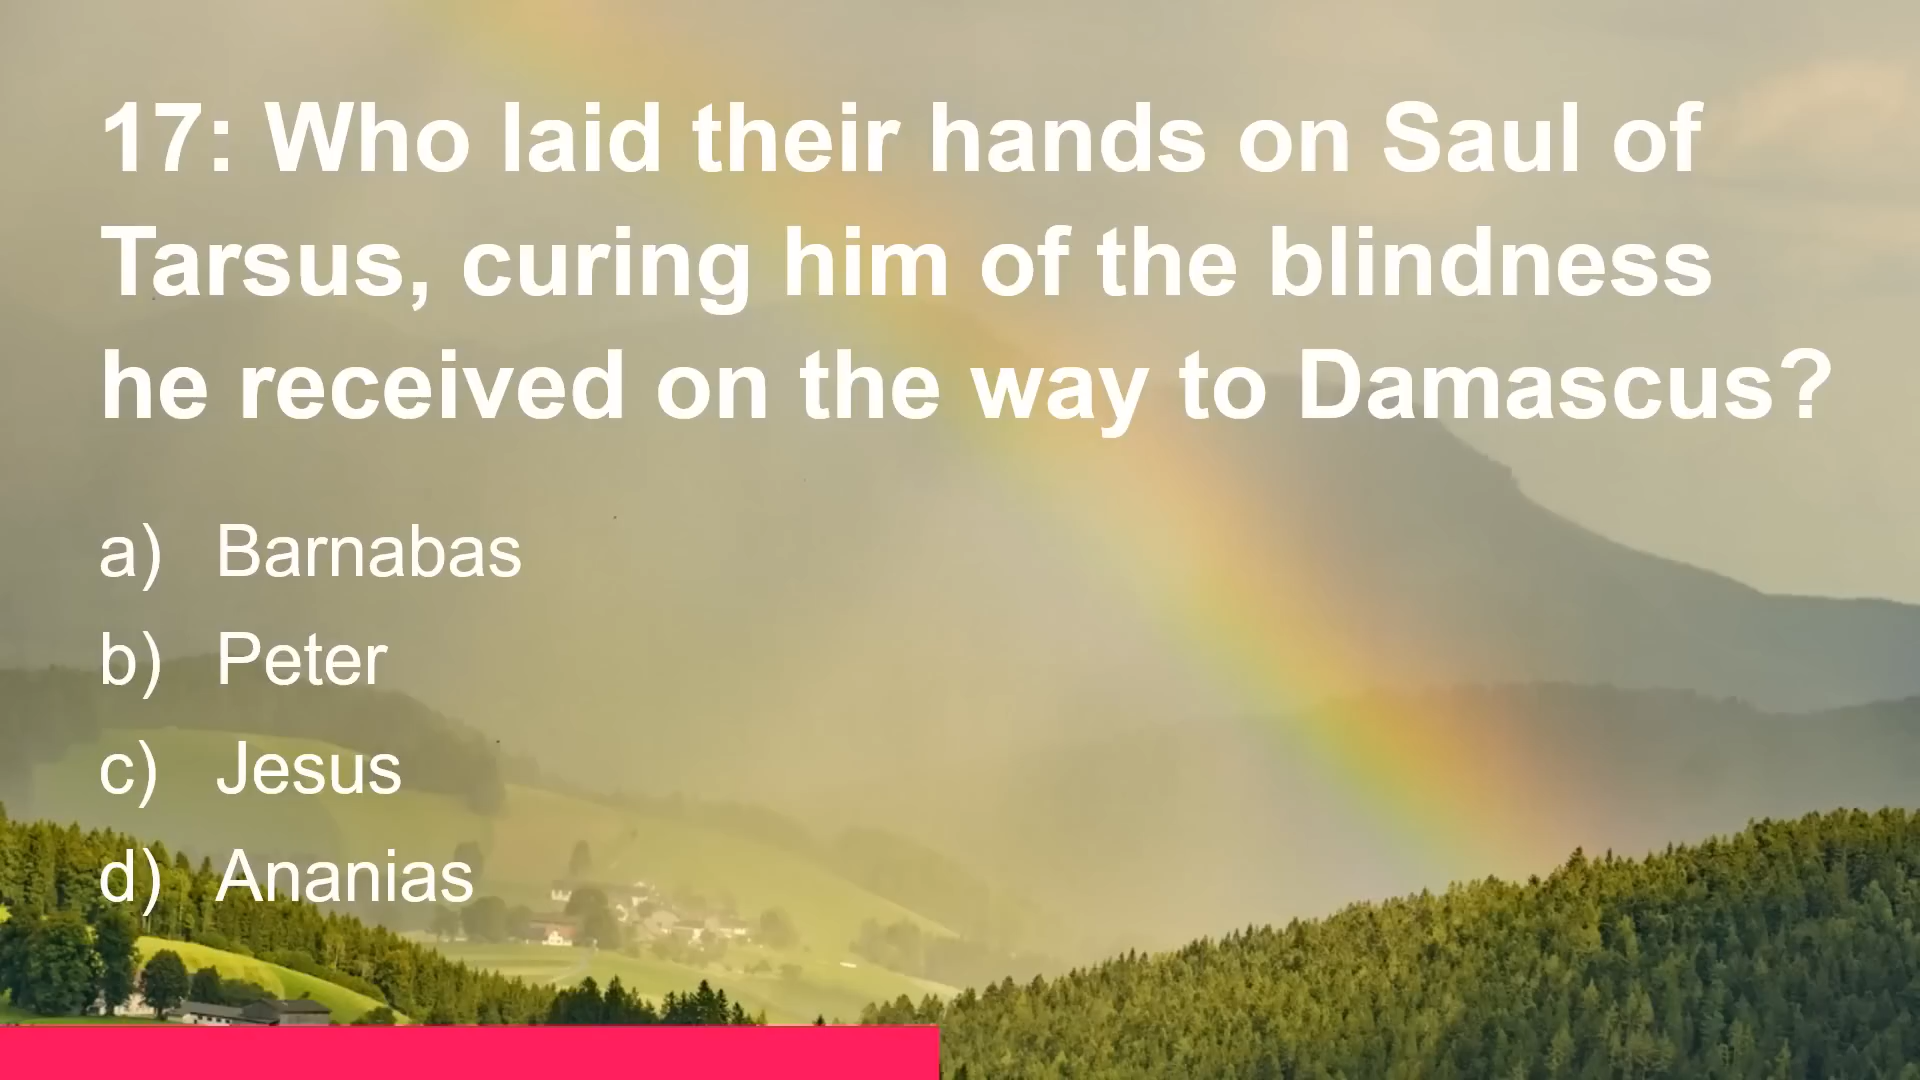 17: Who laid their hands on Saul of
Tarsus, curing him of the blindness
he received on the way to Damascus?
a) Barnabas
b) Peter
c) Jesus
d) Ananias